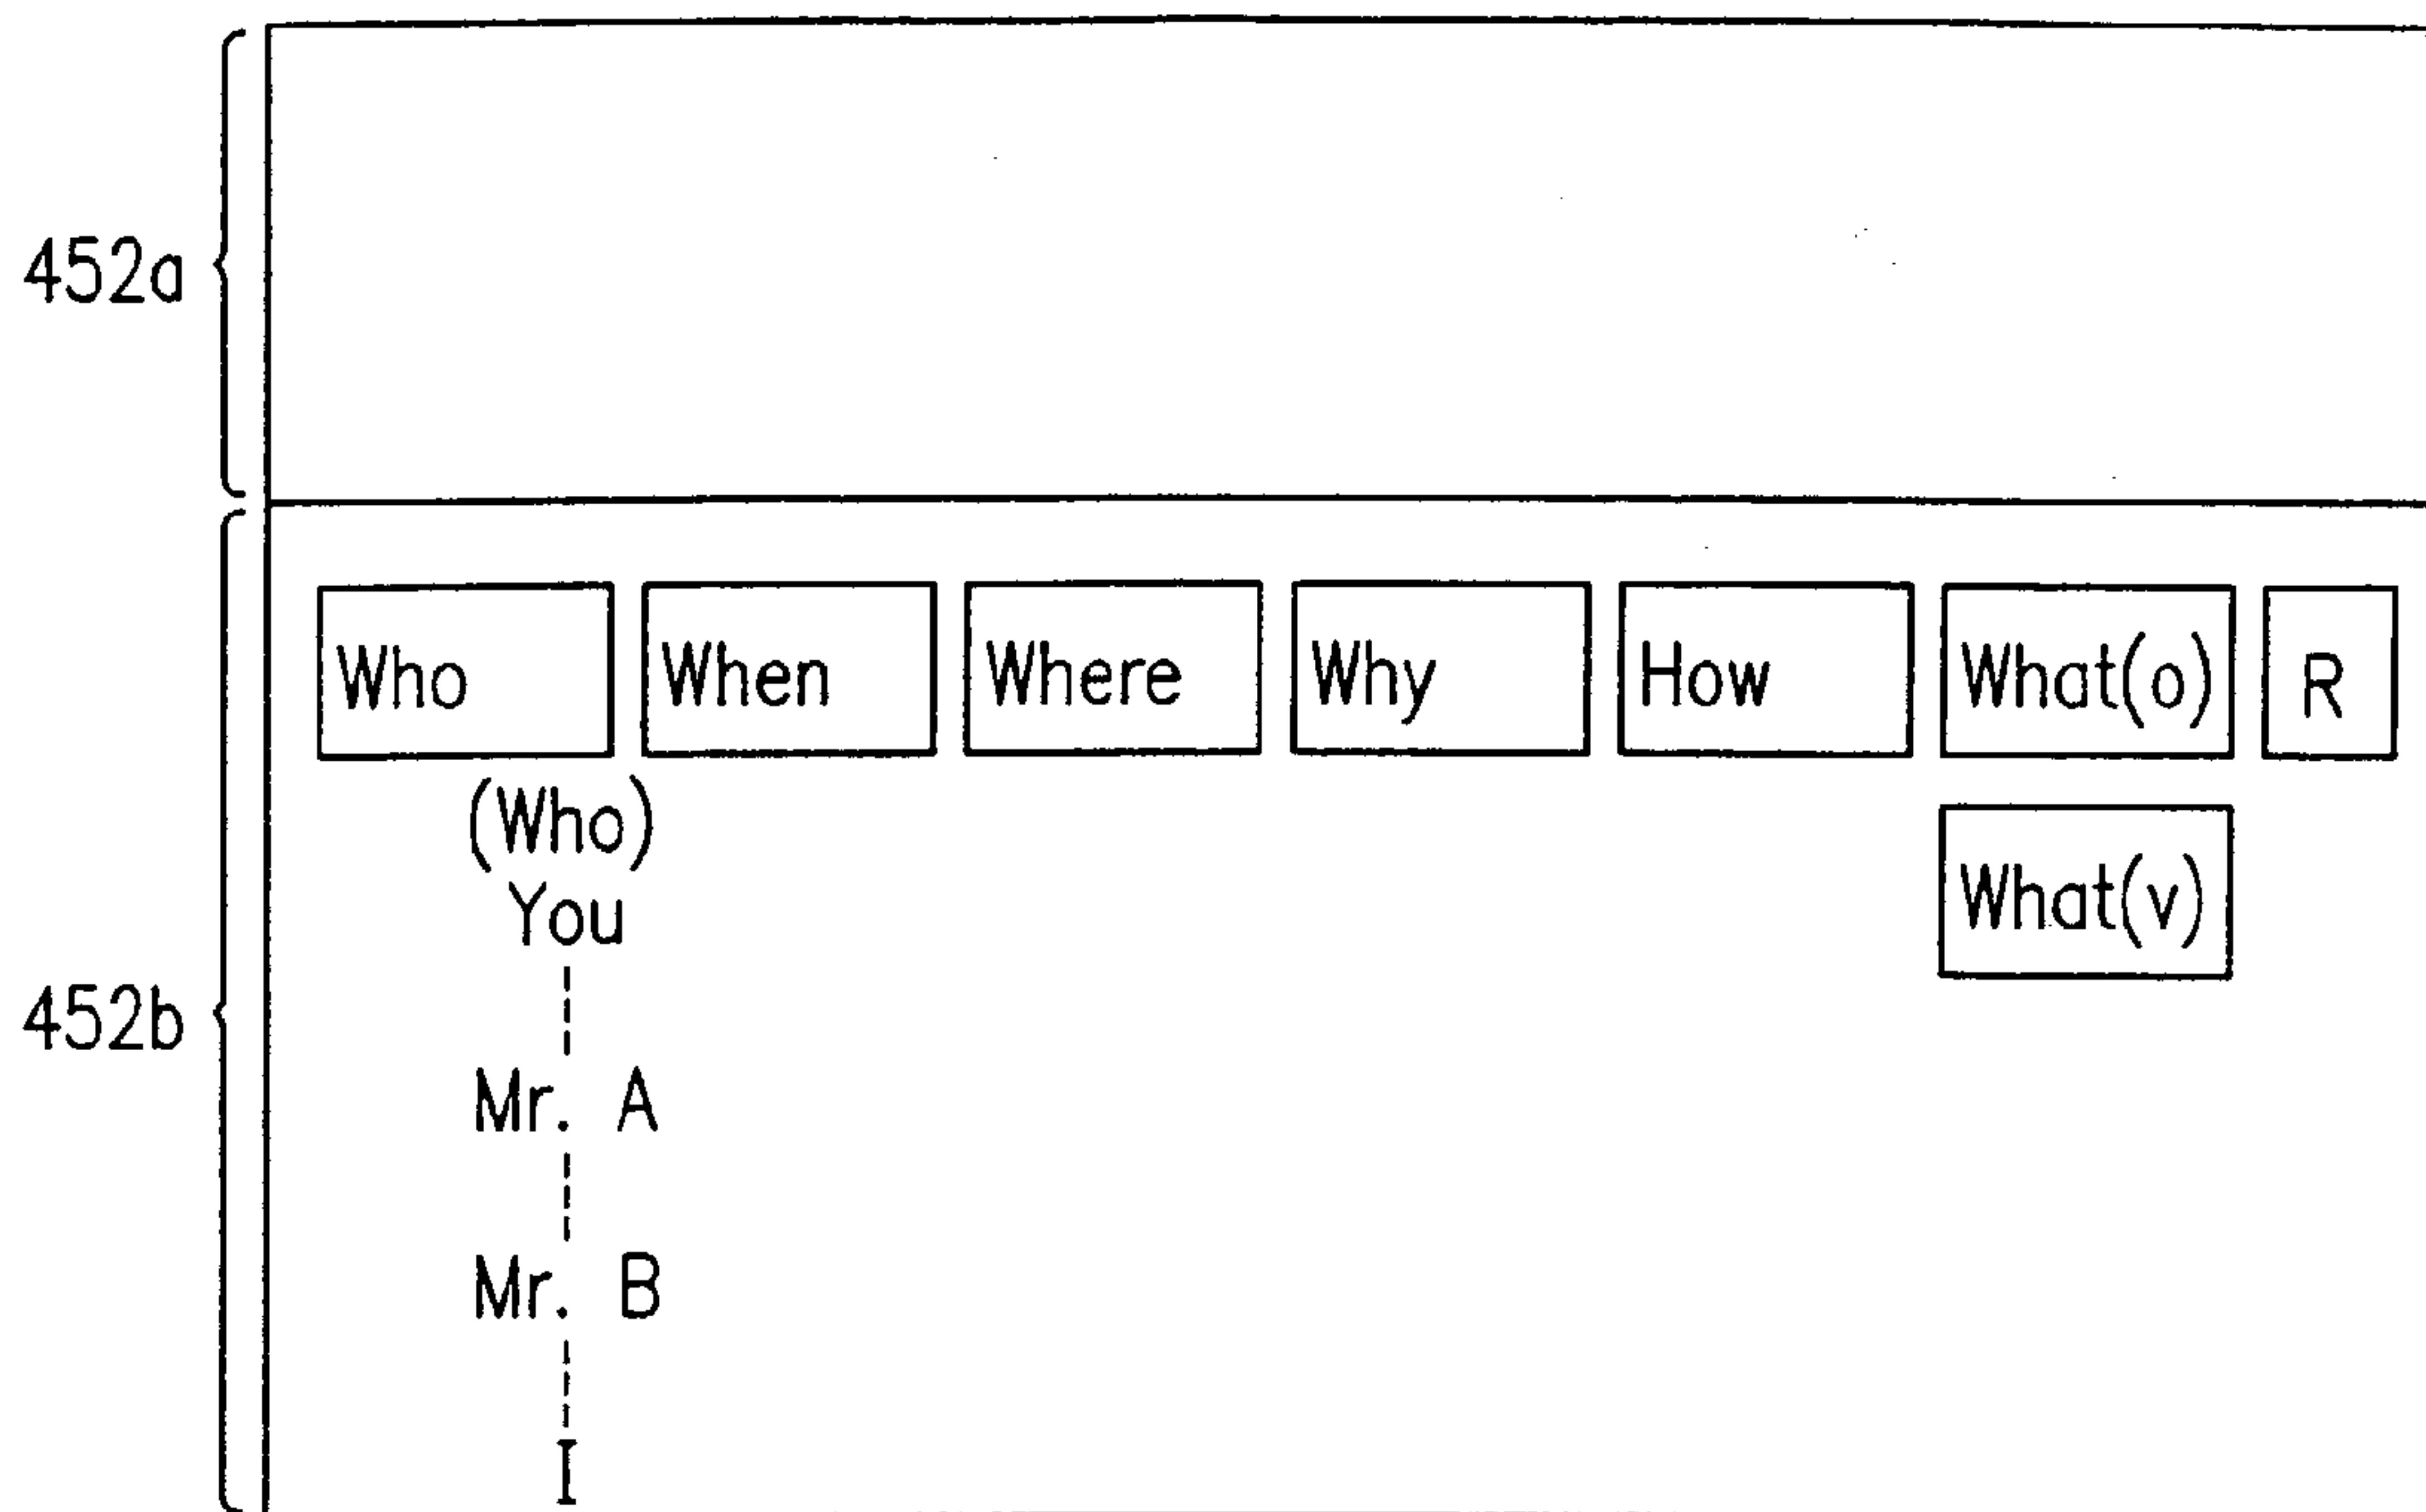 452a
Who When Where Why How What(o) R
(Who)
You
What(v)
452b
Mr. A
Mr. B
I